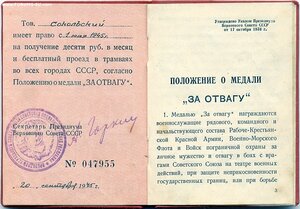 Тов. Сокольский
имеет право с 1 мая 1945 г.
на получение десяти руб. в месяц
и бесплатный проезд в трамваях
во всех городах СССР, согласно
Положению о медали „ЗА ОТВАГУ".
Секретарь Президиума
Верховного Совета СССР
Горкин
№ 047955
20 сентября 1945 г.
Утверждено Указом Президиума
Верховного Совета СССР
от 17 октября 1938 г.
ПОЛОЖЕНИЕ О МЕДАЛИ
„ЗА ОТВАГУ"
1. Медалью „За отвагу" награждаются
военнослужащие рядового, командного и
начальствующего состава Рабоче-Крестьян-
ской Красной Армии, Военно-Морского
Флота и Войск пограничной охраны за
личное мужество и отвагу в боях с вра-
гами Советского Союза на театре военных
действий, при защите неприкосновенности
государственных границ, или при борьбе
3